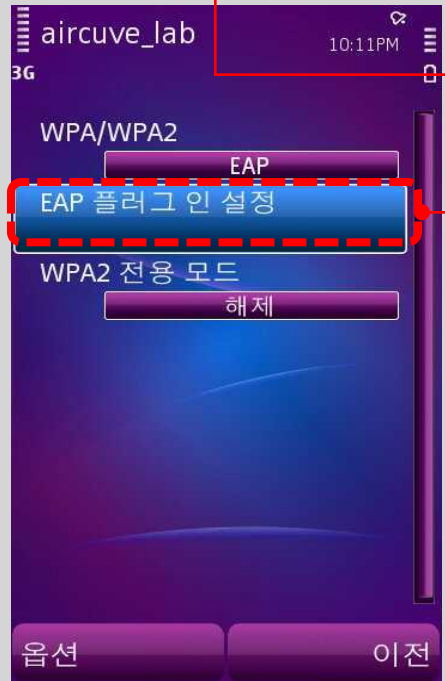 aircuve_lab
10:11PM
3G
WPA/WPA2
EAP
EAP 플러그 인 설정
WPA2 전용 모드
해제
옵션
이전